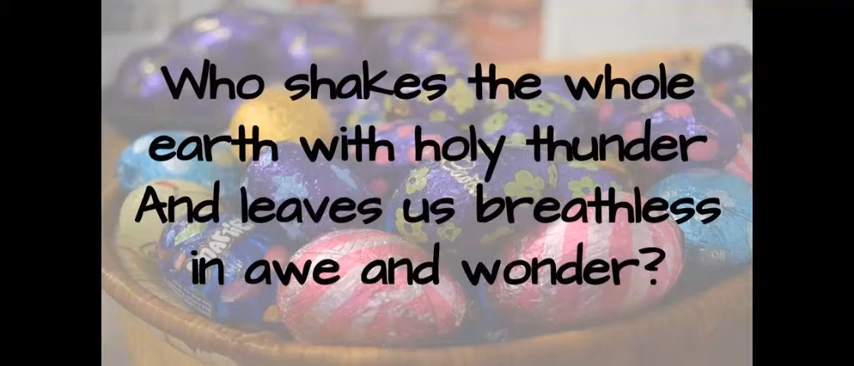 Who shakes the whole
earth with holy thunder
And leaves us breathless
in awe and wonder?